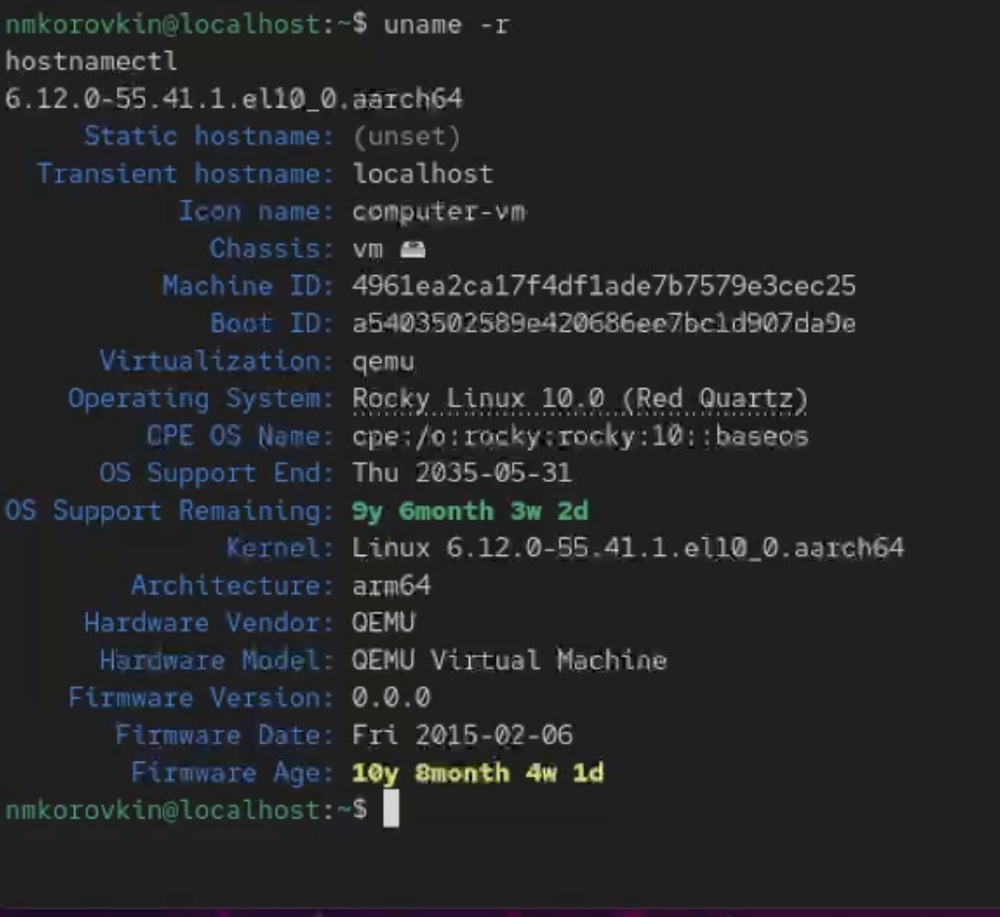 nmkorovkin@localhost:~$ uname -r
hostnamectl
6.12.0-55.41.1.el10_0.aarch64
Static hostname: (unset)
Transient hostname: localhost
Icon name: computer-vm
Chassis: vm 🖴
Machine ID: 4961ea2ca17f4df1ade7b7579e3cec25
Boot ID: a5403502589e420686ee7bc1d907da9e
Virtualization: qemu
Operating System: Rocky Linux 10.0 (Red Quartz)
CPE OS Name: cpe:/o:rocky:rocky:10::baseos
OS Support End: Thu 2035-05-31
OS Support Remaining: 9y 6month 3w 2d
Kernel: Linux 6.12.0-55.41.1.el10_0.aarch64
Architecture: arm64
Hardware Vendor: QEMU
Hardware Model: QEMU Virtual Machine
Firmware Version: 0.0.0
Firmware Date: Fri 2015-02-06
Firmware Age: 10y 8month 4w 1d
nmkorovkin@localhost:~$